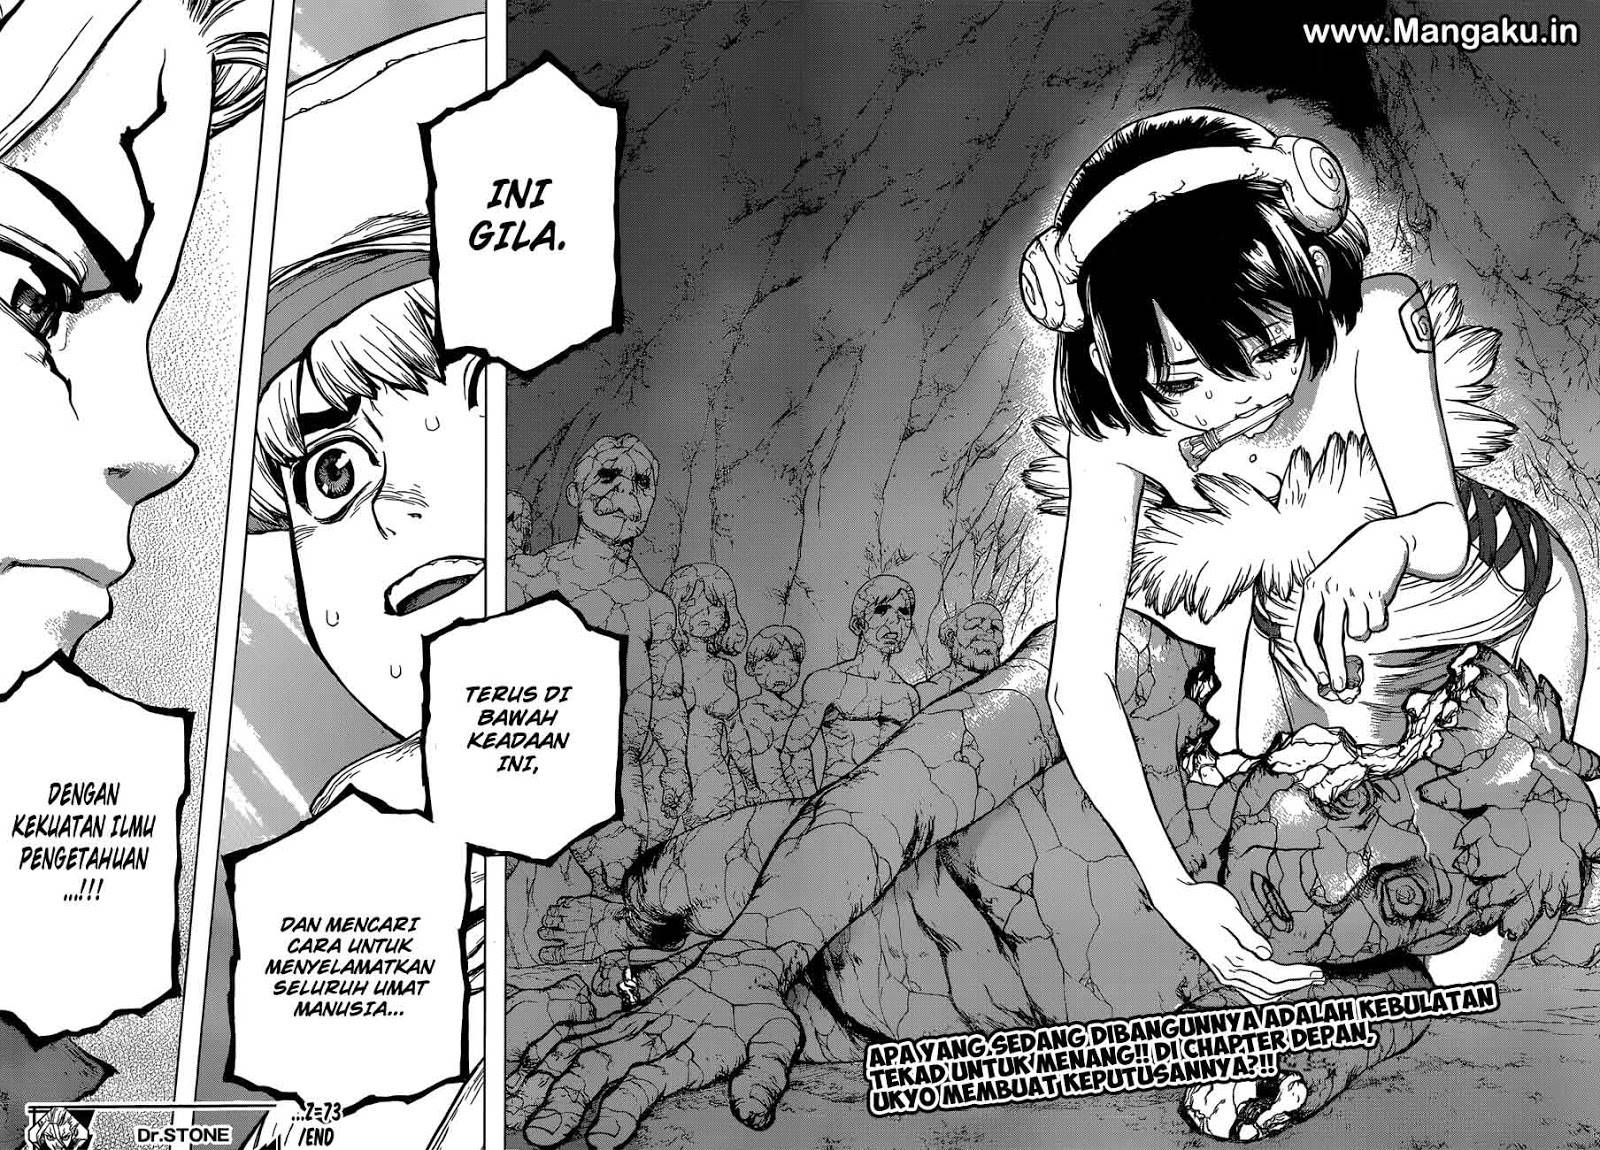 www.Mangaku.in
INI
GILA.
TERUS DI
BAWAH
KEADAAN
INI,
DAN MENCARI
CARA UNTUK
MENYELAMATKAN
SELURUH UMAT
MANUSIA...
DENGAN
KEKUATAN ILMU
PENGETAHUAN
...!!!
APA YANG SEDANG DIBANGUNNYA ADALAH KEBULATAN
TEKAD UNTUK MENANG!! DI CHAPTER DEPAN,
UKYO MEMBUAT KEPUTUSANNYA?!!
...Z=73
/END
Dr.STONE